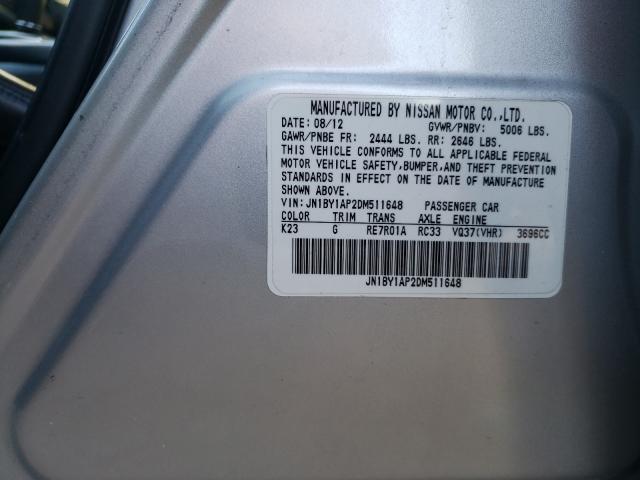 MANUFACTURED BY NISSAN MOTOR CO.,LTD.
DATE: 08/12 GVWR/PNBV: 5006 LBS.
GAWR/PNBE FR: 2444 LBS. RR: 2646 LBS.
THIS VEHICLE CONFORMS TO ALL APPLICABLE FEDERAL
MOTOR VEHICLE SAFETY,BUMPER,AND THEFT PREVENTION
STANDARDS IN EFFECT ON THE DATE OF MANUFACTURE
SHOWN ABOVE.
VIN: JN1BY1AP2DM511648 PASSENGER CAR
COLOR TRIM TRANS AXLE ENGINE
K23 G RE7R01A RC33 VQ37(VHR) 3696CC
JN1BY1AP2DM511648